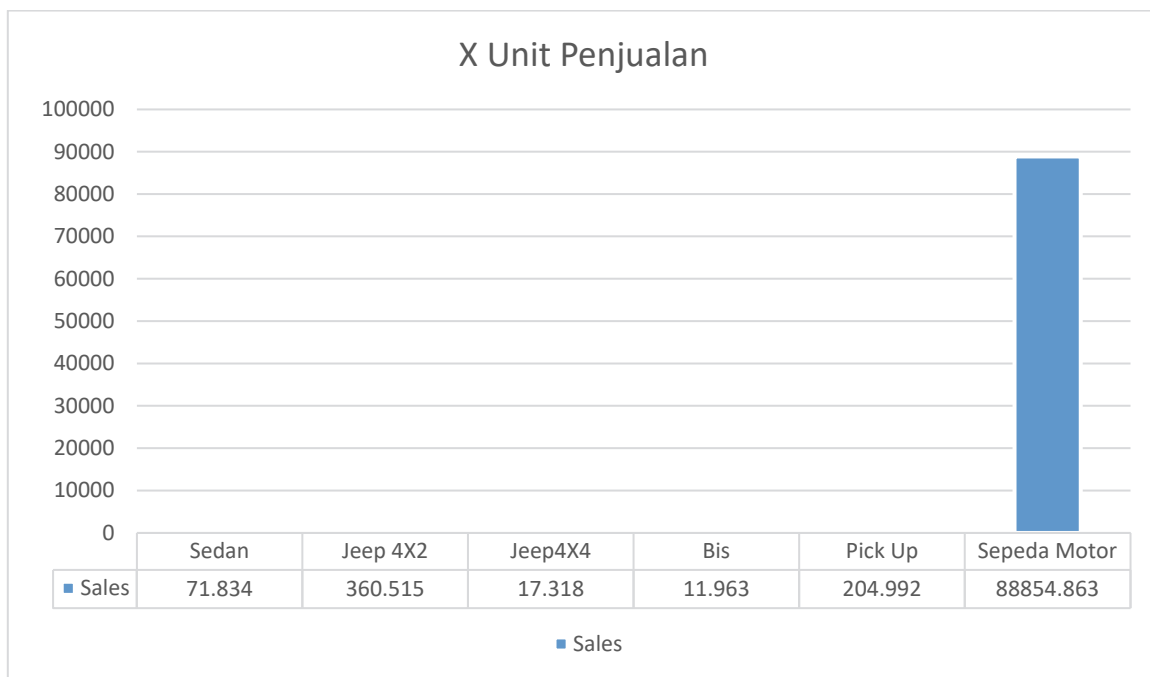 X Unit Penjualan
100000
90000
80000
70000
60000
50000
40000
30000
20000
10000
0
Sedan Jeep 4X2 Jeep4X4 Bis Pick Up Sepeda Motor
Sales 71.834 360.515 17.318 11.963 204.992 88854.863
Sales